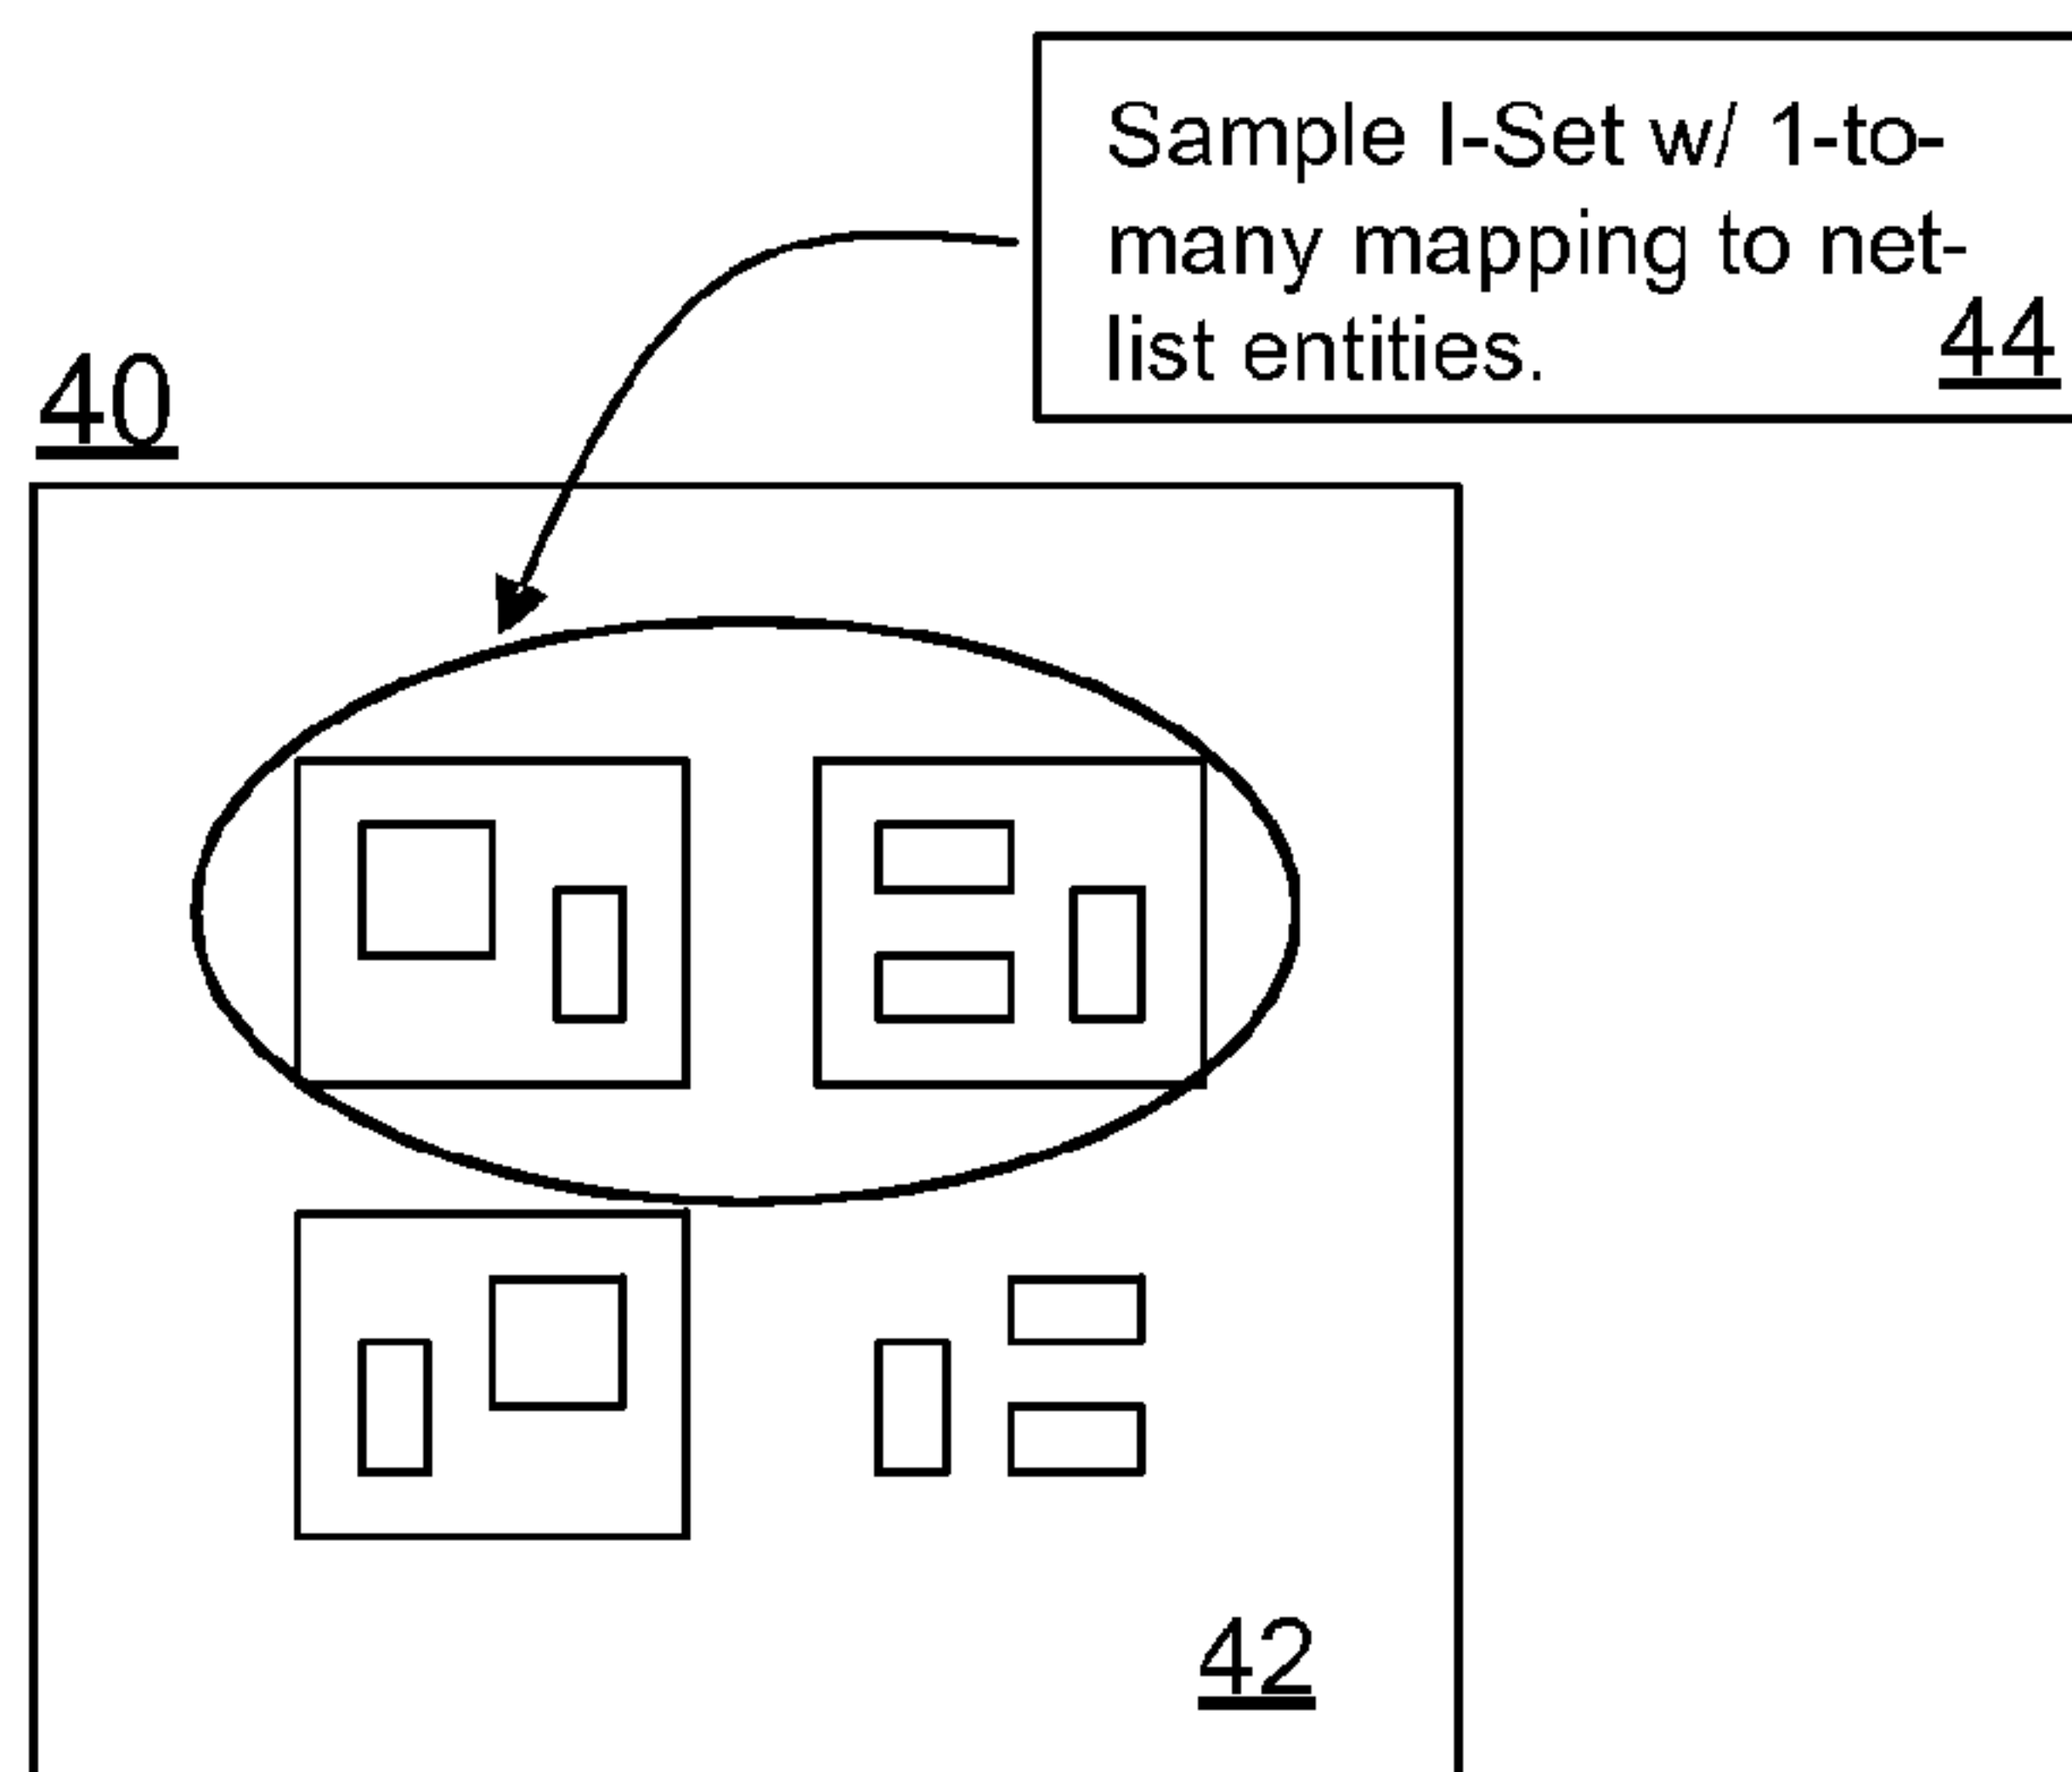 Sample I-Set w/ 1-to-
many mapping to net-
list entities.
44
40
42